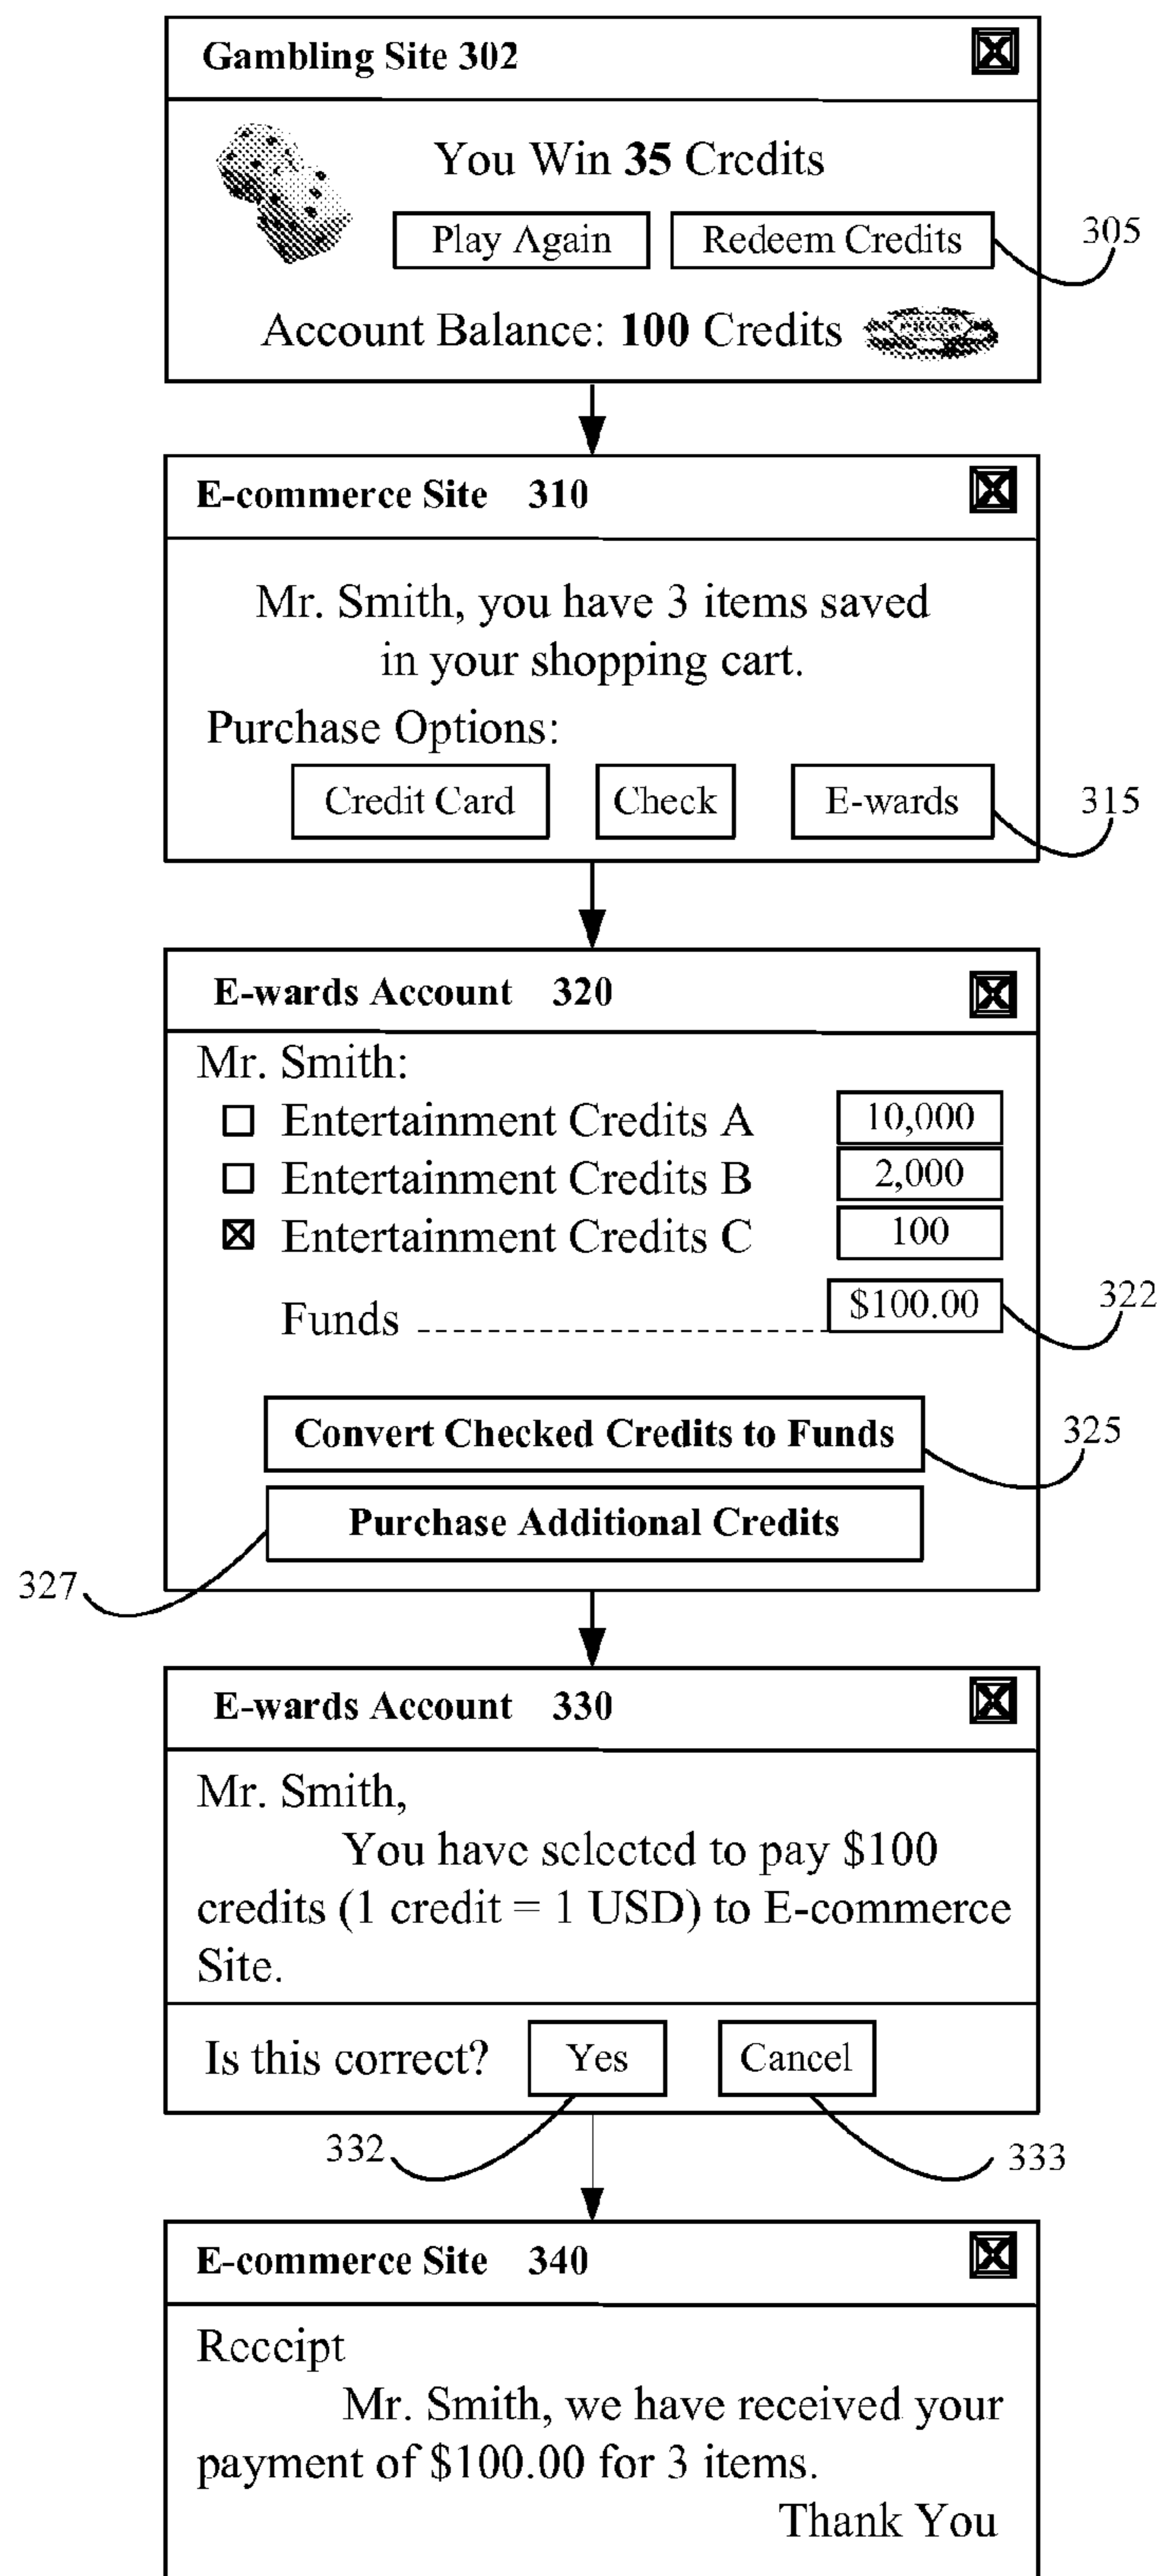 Gambling Site 302
You Win 35 Credits
Play Again
Redeem Credits
305
Account Balance: 100 Credits
E-commerce Site 310
Mr. Smith, you have 3 items saved
in your shopping cart.
Purchase Options:
Credit Card
Check
E-wards
315
E-wards Account 320
Mr. Smith:
Entertainment Credits A 10,000
Entertainment Credits B 2,000
Entertainment Credits C 100
Funds $100.00
322
Convert Checked Credits to Funds
325
Purchase Additional Credits
327
E-wards Account 330
Mr. Smith,
You have selected to pay $100
credits (1 credit = 1 USD) to E-commerce
Site.
Is this correct? Yes Cancel
332
333
E-commerce Site 340
Receipt
Mr. Smith, we have received your
payment of $100.00 for 3 items.
Thank You